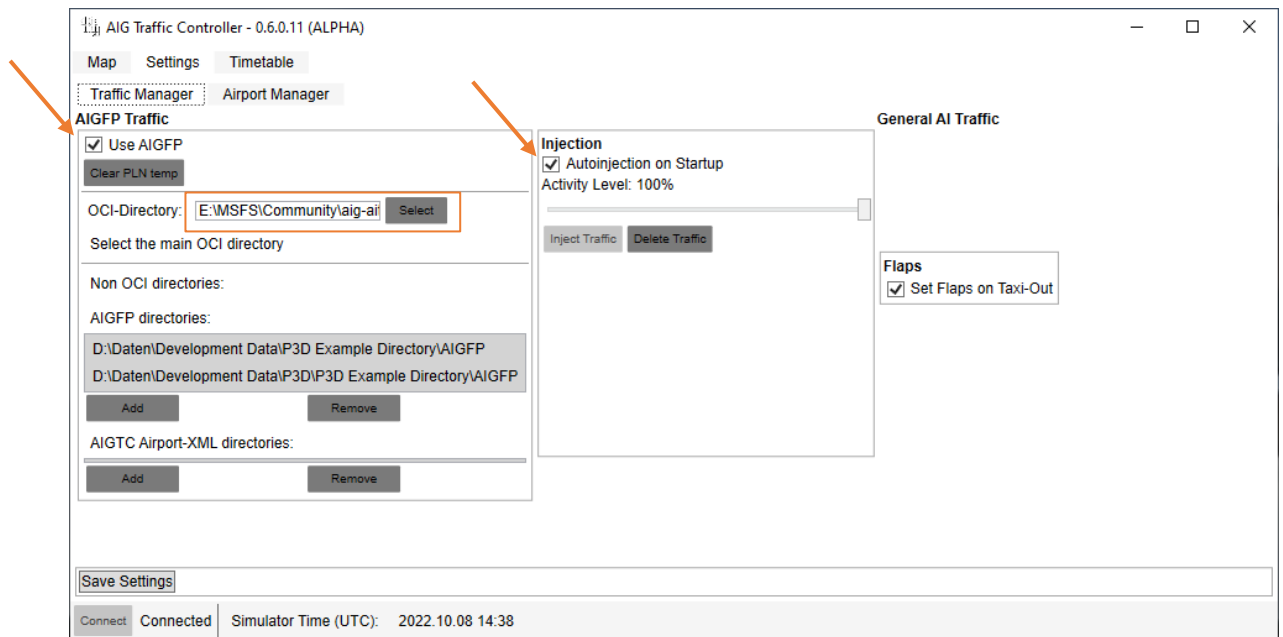 AIG Traffic Controller - 0.6.0.11 (ALPHA)
Map Settings Timetable
Traffic Manager Airport Manager
AIGFP Traffic
Use AIGFP
Clear PLN temp
OCI-Directory: E:\MSFS\Community\aig-ai Select
Select the main OCI directory
Non OCI directories:
AIGFP directories:
D:\Daten\Development Data\P3D Example Directory\AIGFP
D:\Daten\Development Data\P3D\P3D Example Directory\AIGFP
Add Remove
AIGTC Airport-XML directories:
Add Remove
Injection
Autoinjection on Startup
Activity Level: 100%
Inject Traffic Delete Traffic
General AI Traffic
Flaps
Set Flaps on Taxi-Out
Save Settings
Connect Connected Simulator Time (UTC): 2022.10.08 14:38